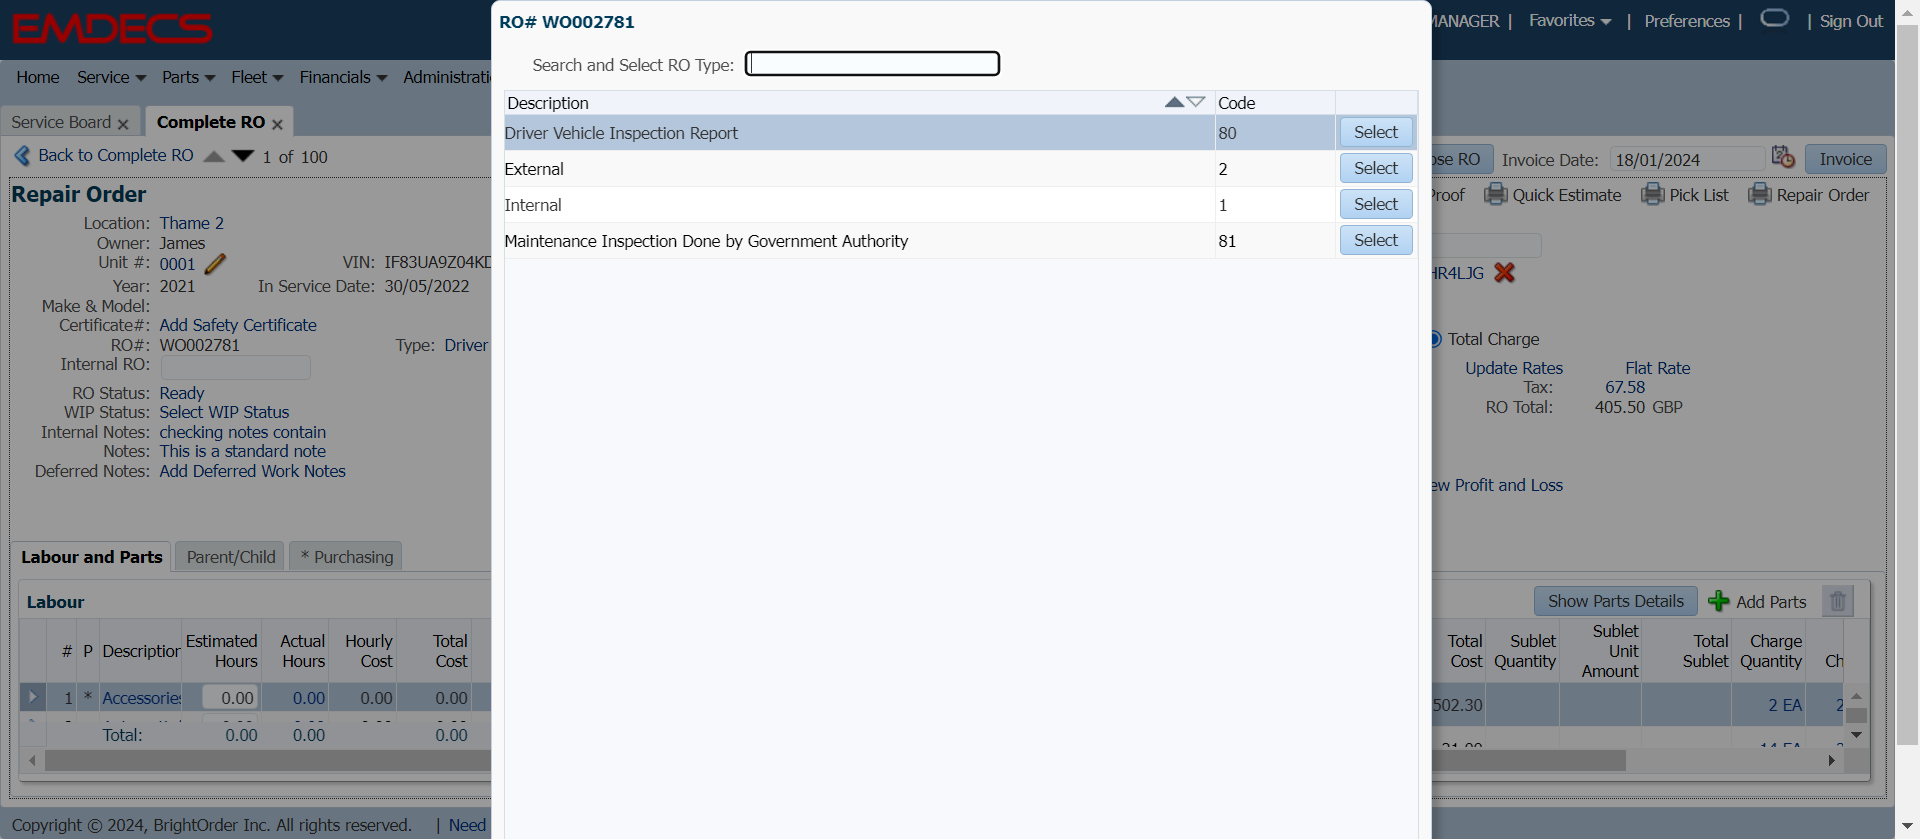 EMDECS
RO# WO002781
MANAGER | Favorites | Preferences | Sign Out
Search and Select RO Type:
Home Service Parts Fleet Financials
Description Code
Service Board Complete RO
Driver Vehicle Inspection Report 80 Select
Back to Complete RO 1 of 100
RO Invoice Date: 18/01/2024 Invoice
External 2 Select
Repair Order
Proof Quick Estimate Pick List Repair Order
Internal 1 Select
Location: Thame 2
Owner: James
Maintenance Inspection Done by Government Authority 81 Select
Unit #: 0001 VIN: IF83UA9Z04KD
HR4LJG
Year: 2021 In Service Date: 30/05/2022
Make & Model:
Certificate#: Add Safety Certificate
RO#: WO002781 Type: Driver
Total Charge
Internal RO:
Update Rates Flat Rate
Tax: 67.58
RO Status: Ready
RO Total: 405.50 GBP
WIP Status: Select WIP Status
Internal Notes: checking notes contain
Notes: This is a standard note
Deferred Notes: Add Deferred Work Notes
ew Profit and Loss
Labour and Parts Parent/Child * Purchasing
Labour
Show Parts Details Add Parts
# P Description Estimated Hours Actual Hours Hourly Cost Total Cost
Total Cost Sublet Quantity Sublet Unit Amount Total Sublet Charge Quantity Ch
1 * Accessories 0.00 0.00 0.00 0.00
502.30 2 EA 2
Total: 0.00 0.00 0.00
Copyright © 2024, BrightOrder Inc. All rights reserved. | Need